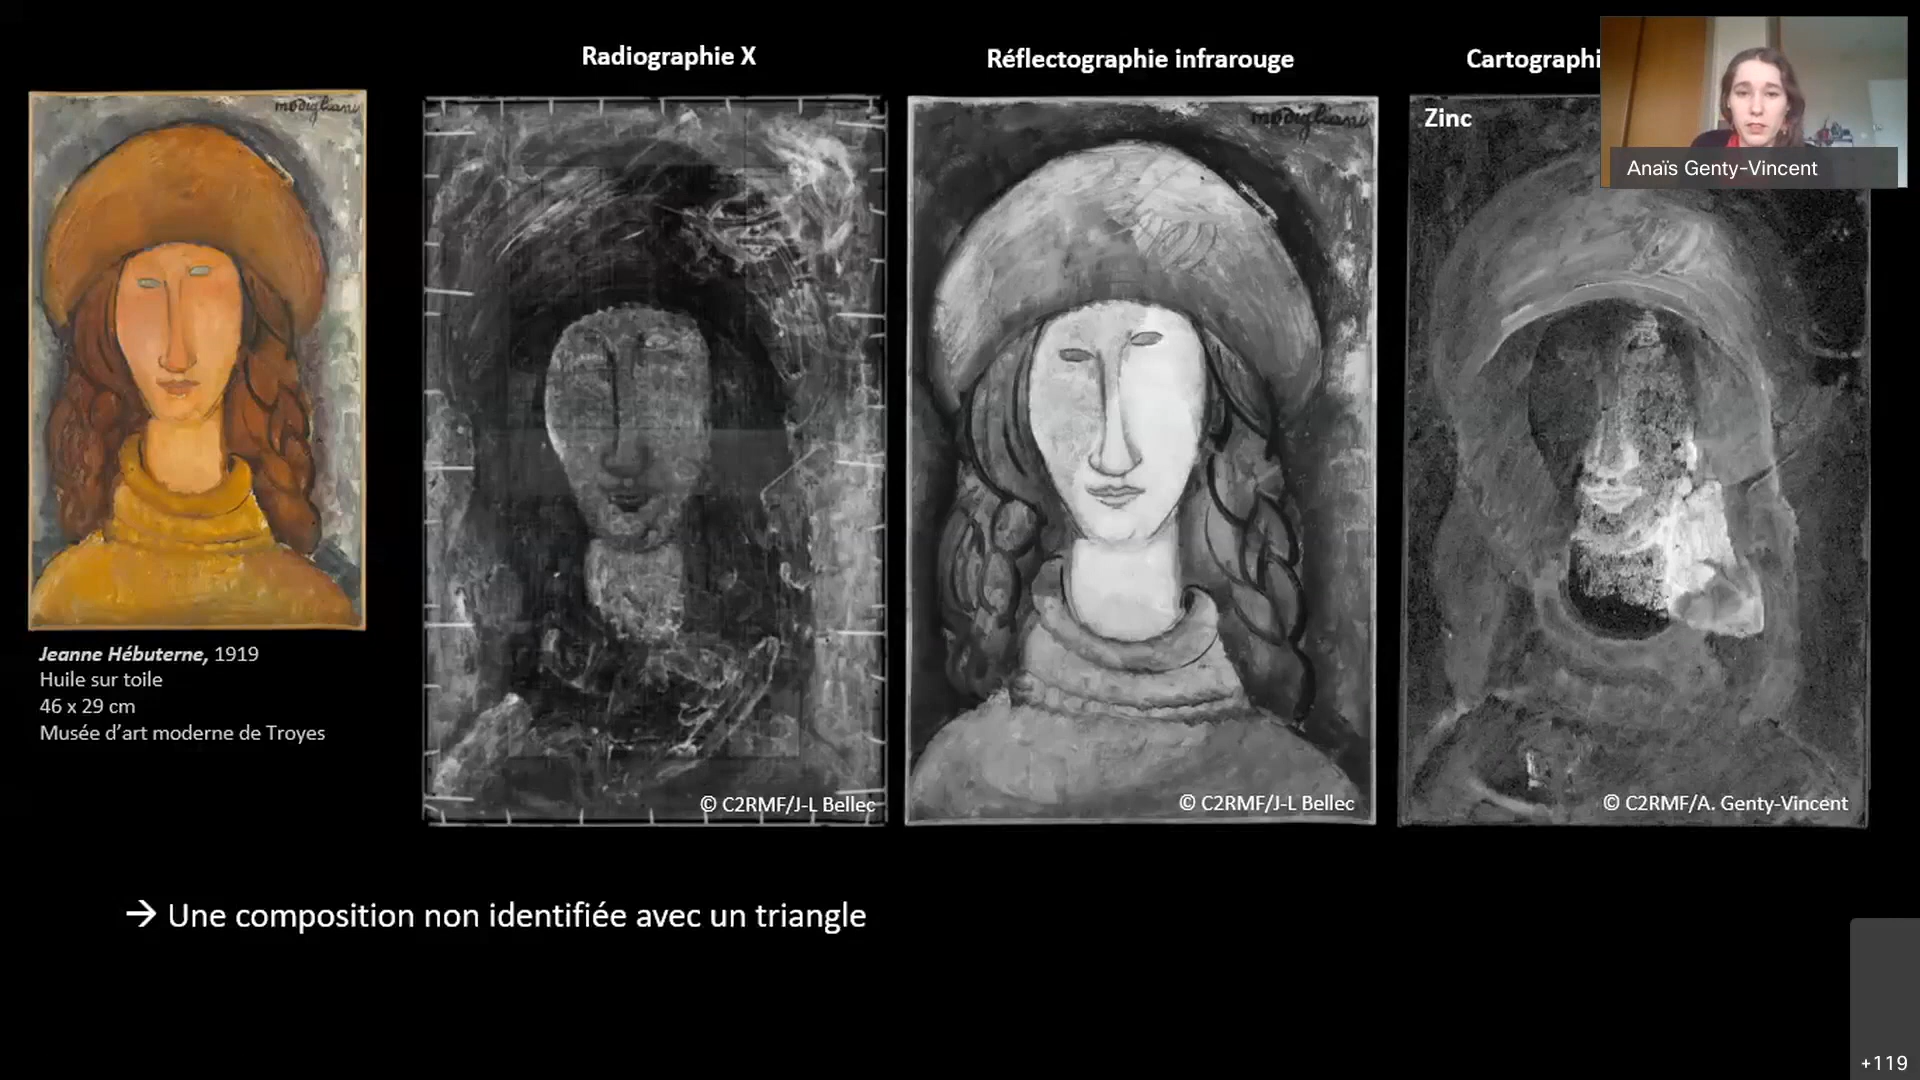 Radiographie X
Réflectographie infrarouge
Cartographi
Zinc
Anaïs Genty-Vincent
modigliani
modigliani
Jeanne Hébuterne, 1919
Huile sur toile
46 x 29 cm
Musée d'art moderne de Troyes
© C2RMF/J-L Bellec
© C2RMF/J-L Bellec
© C2RMF/A. Genty-Vincent
→ Une composition non identifiée avec un triangle
+119